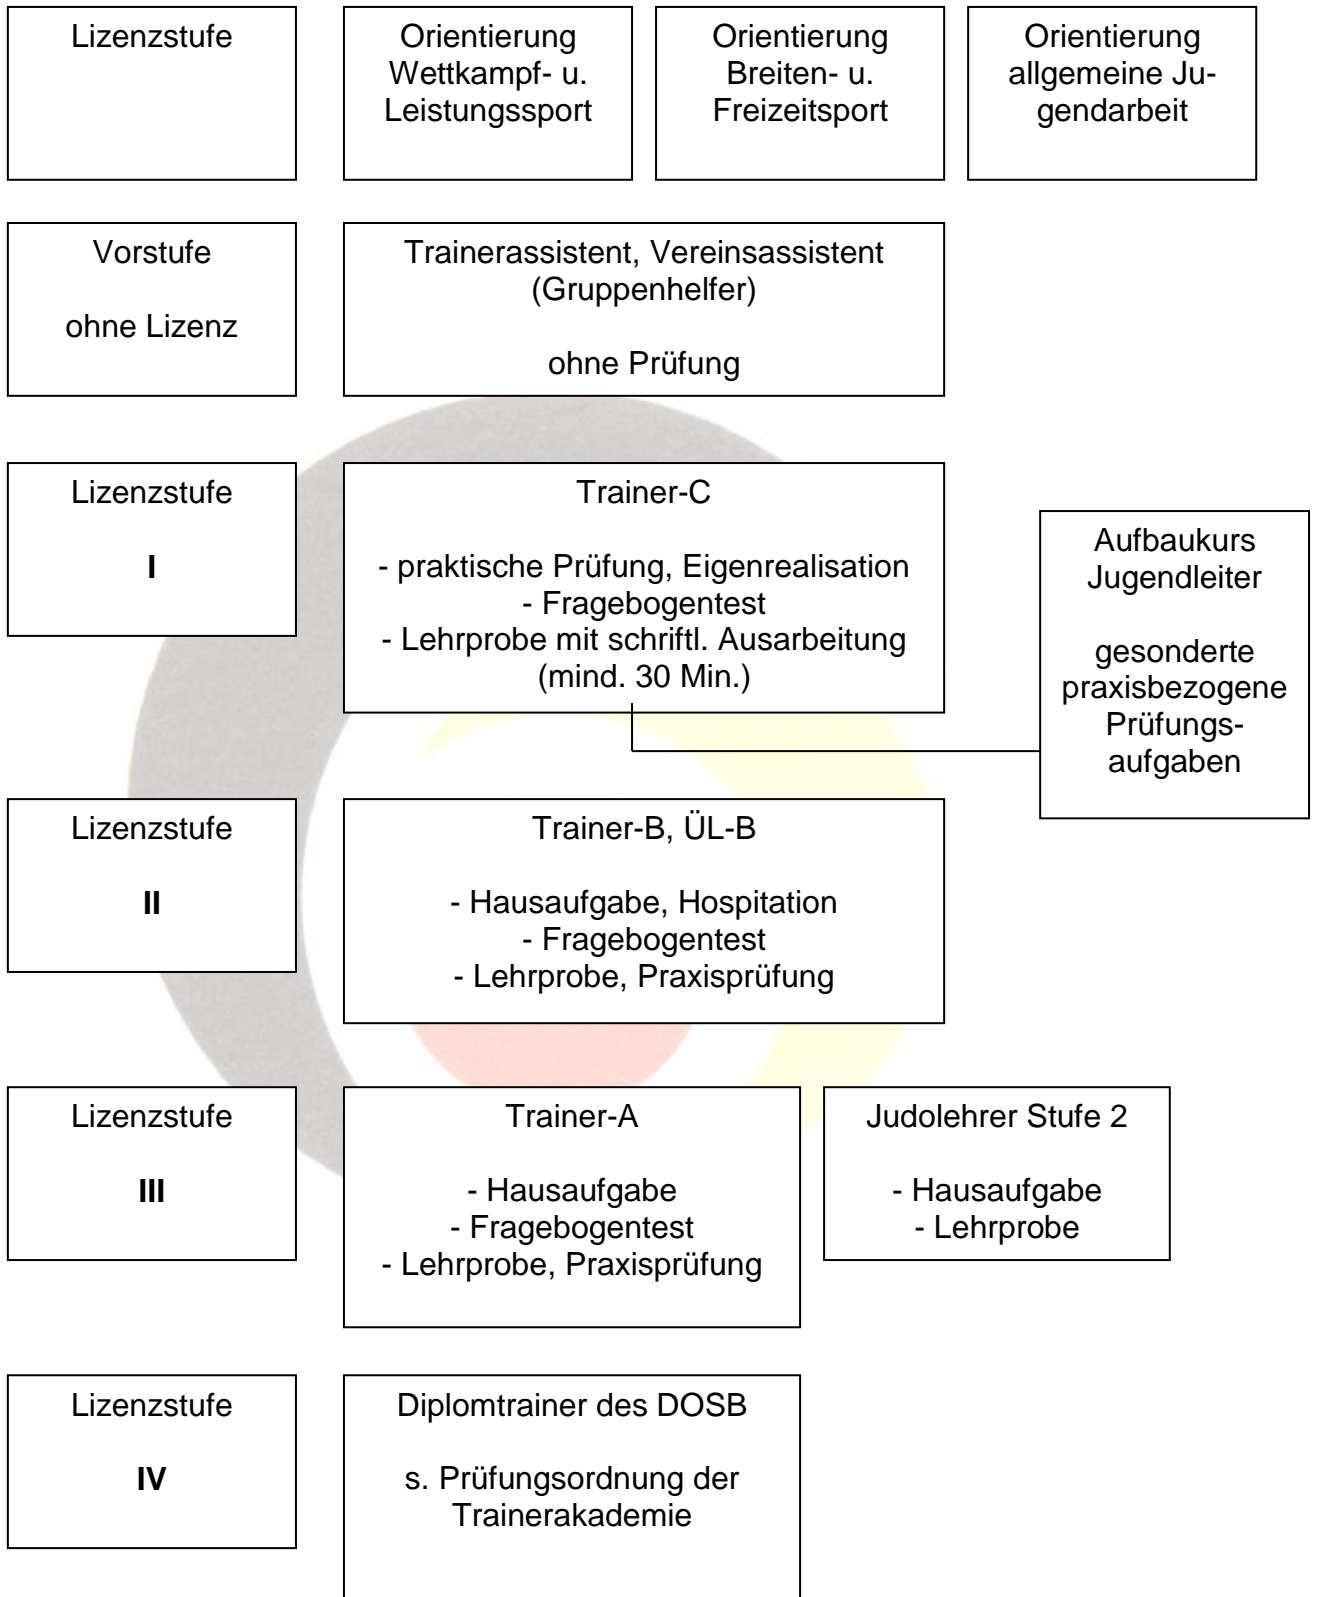 Lizenzstufe
Orientierung
Wettkampf- u.
Leistungssport
Orientierung
Breiten- u.
Freizeitsport
Orientierung
allgemeine Ju-
gendarbeit
Vorstufe
ohne Lizenz
Trainerassistent, Vereinsassistent
(Gruppenhelfer)
ohne Prüfung
Lizenzstufe
I
Trainer-C
- praktische Prüfung, Eigenrealisation
- Fragebogentest
- Lehrprobe mit schriftl. Ausarbeitung
(mind. 30 Min.)
Aufbaukurs
Jugendleiter
gesonderte
praxisbezogene
Prüfungs-
aufgaben
Lizenzstufe
II
Trainer-B, ÜL-B
- Hausaufgabe, Hospitation
- Fragebogentest
- Lehrprobe, Praxisprüfung
Lizenzstufe
III
Trainer-A
- Hausaufgabe
- Fragebogentest
- Lehrprobe, Praxisprüfung
Judolehrer Stufe 2
- Hausaufgabe
- Lehrprobe
Lizenzstufe
IV
Diplomtrainer des DOSB
s. Prüfungsordnung der
Trainerakademie